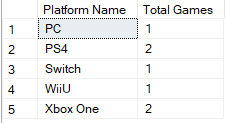 Platform Name Total Games
1 PC 1
2 PS4 2
3 Switch 1
4 WiiU 1
5 Xbox One 2